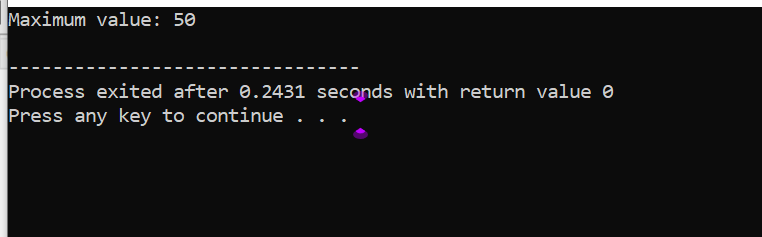 Maximum value: 50
--------------------------------
Process exited after 0.2431 seconds with return value 0
Press any key to continue . . .